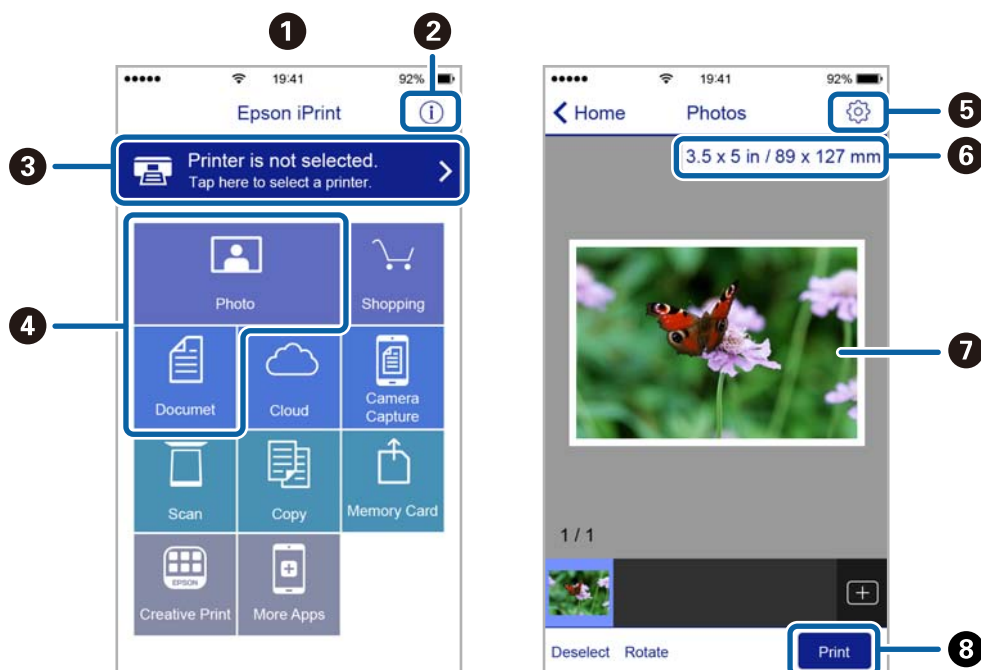 1
2
19:41
92%
Epson iPrint
i
3
Printer is not selected.
Tap here to select a printer.
4
Photo
Shopping
Documet
Cloud
Camera
Capture
Scan
Copy
Memory Card
EPSON
Creative Print
More Apps
19:41
92%
Home
Photos
5
3.5 x 5 in / 89 x 127 mm
6
7
1 / 1
Deselect
Rotate
Print
8